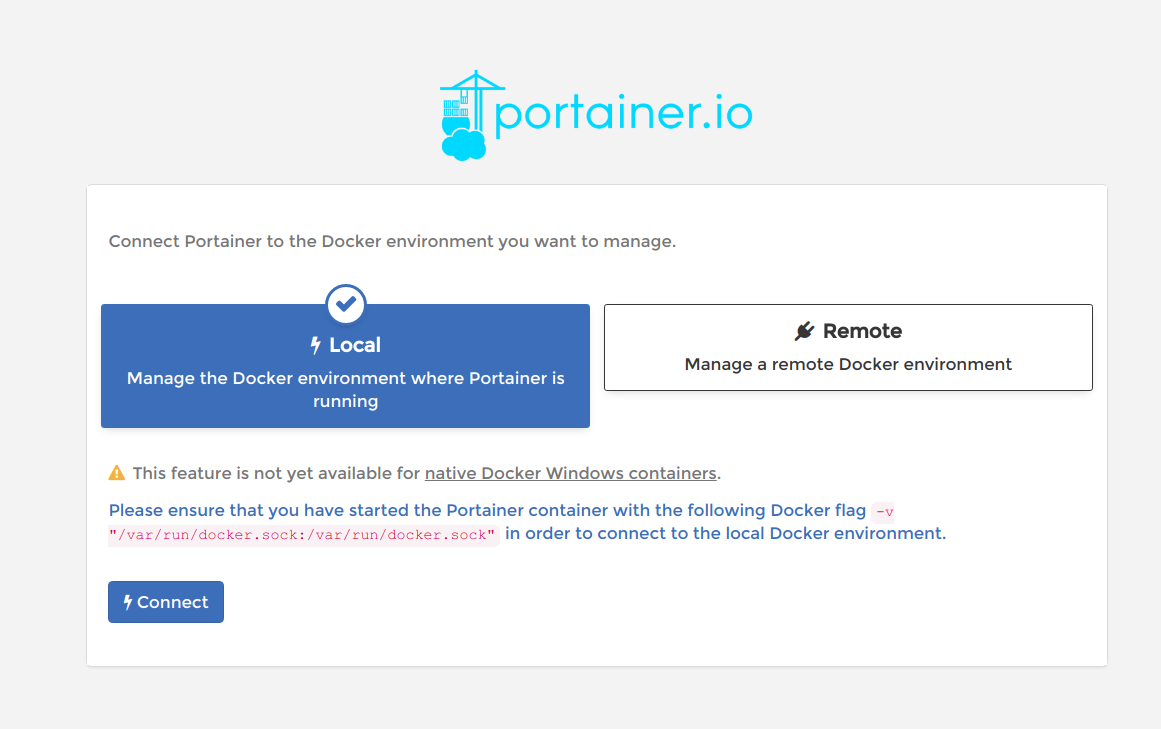 portainer.io
Connect Portainer to the Docker environment you want to manage.
Local
Manage the Docker environment where Portainer is
running
Remote
Manage a remote Docker environment
This feature is not yet available for native Docker Windows containers.
Please ensure that you have started the Portainer container with the following Docker flag -v
"/var/run/docker.sock:/var/run/docker.sock" in order to connect to the local Docker environment.
Connect